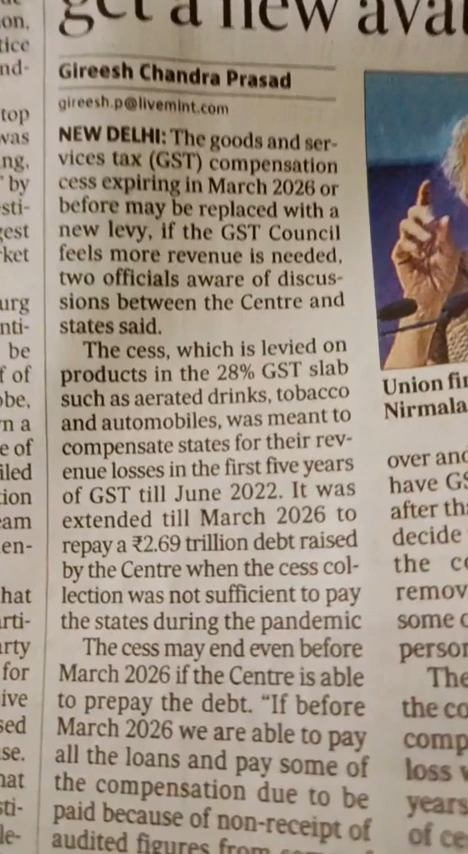 get a new
Gireesh Chandra Prasad
gireesh.p@livemint.com
NEW DELHI: The goods and ser-
vices tax (GST) compensation
cess expiring in March 2026 or
before may be replaced with a
new levy, if the GST Council
feels more revenue is needed,
two officials aware of discus-
sions between the Centre and
states said.
The cess, which is levied on
products in the 28% GST slab
such as aerated drinks, tobacco
and automobiles, was meant to
compensate states for their rev-
enue losses in the first five years
of GST till June 2022. It was
extended till March 2026 to
repay a ₹2.69 trillion debt raised
by the Centre when the cess col-
lection was not sufficient to pay
the states during the pandemic
The cess may end even before
March 2026 if the Centre is able
to prepay the debt. “If before
March 2026 we are able to pay
all the loans and pay some of
the compensation due to be
paid because of non-receipt of
audited figures from
Union
Nirmala
over and
have
after
decide
the
some
The
the
loss
years
of